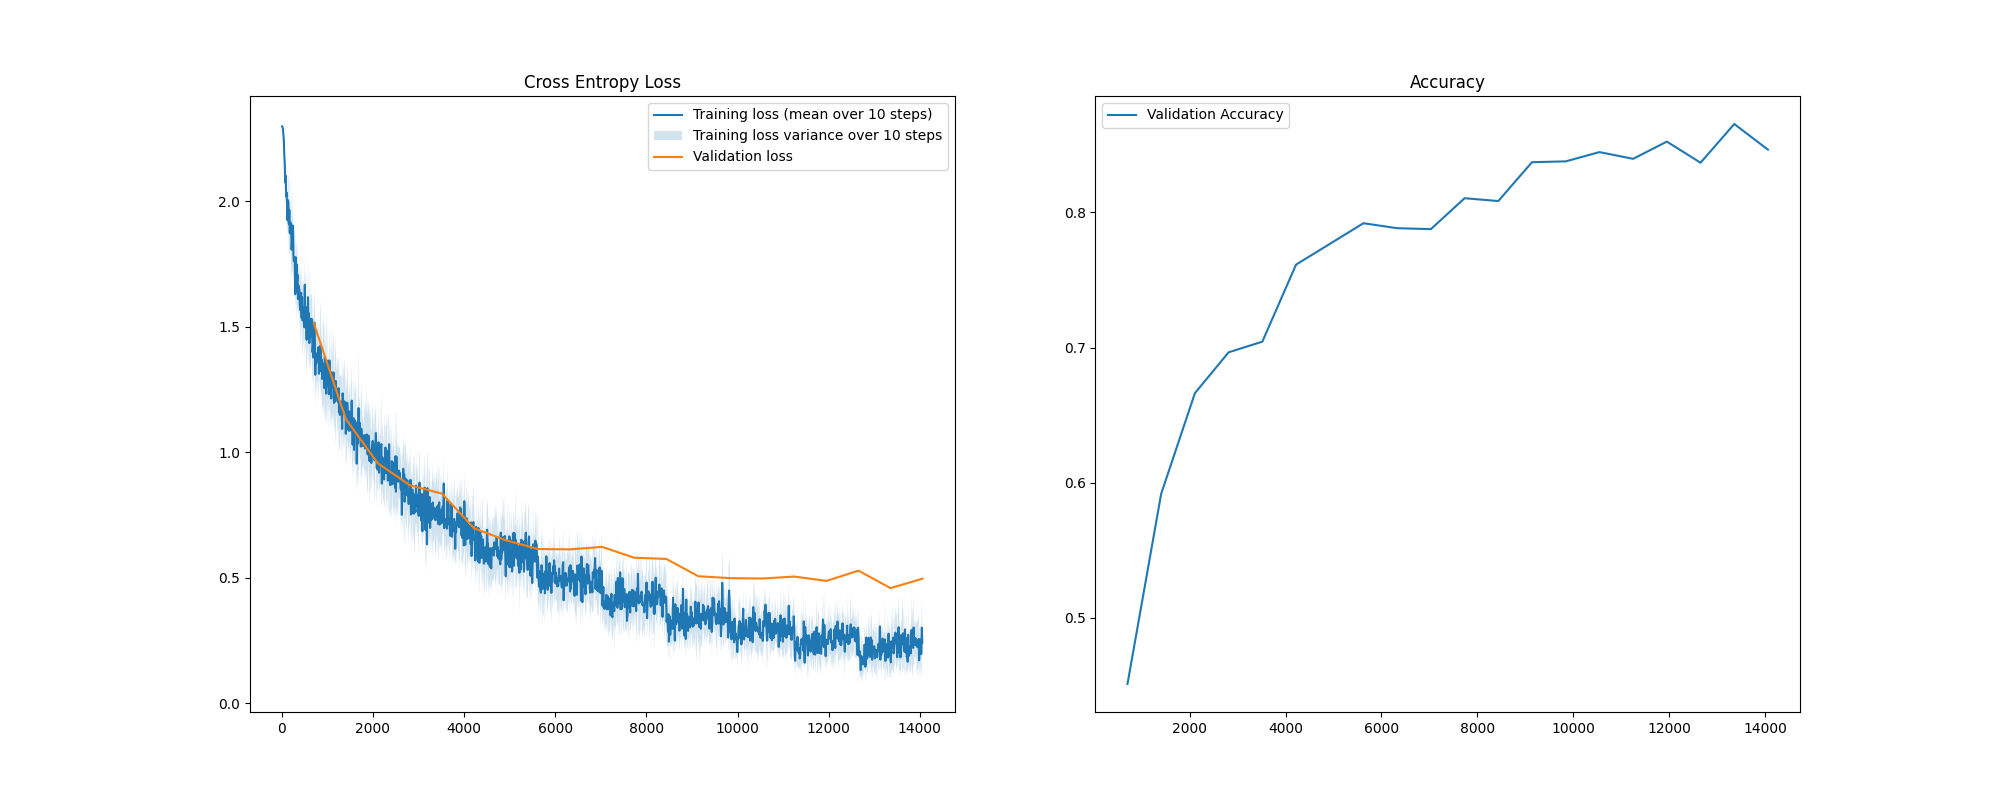 Cross Entropy Loss
Training loss (mean over 10 steps)
Training loss variance over 10 steps
Validation loss
2.0
1.5
1.0
0.5
0.0
0 2000 4000 6000 8000 10000 12000 14000
Accuracy
Validation Accuracy
0.8
0.7
0.6
0.5
2000 4000 6000 8000 10000 12000 14000